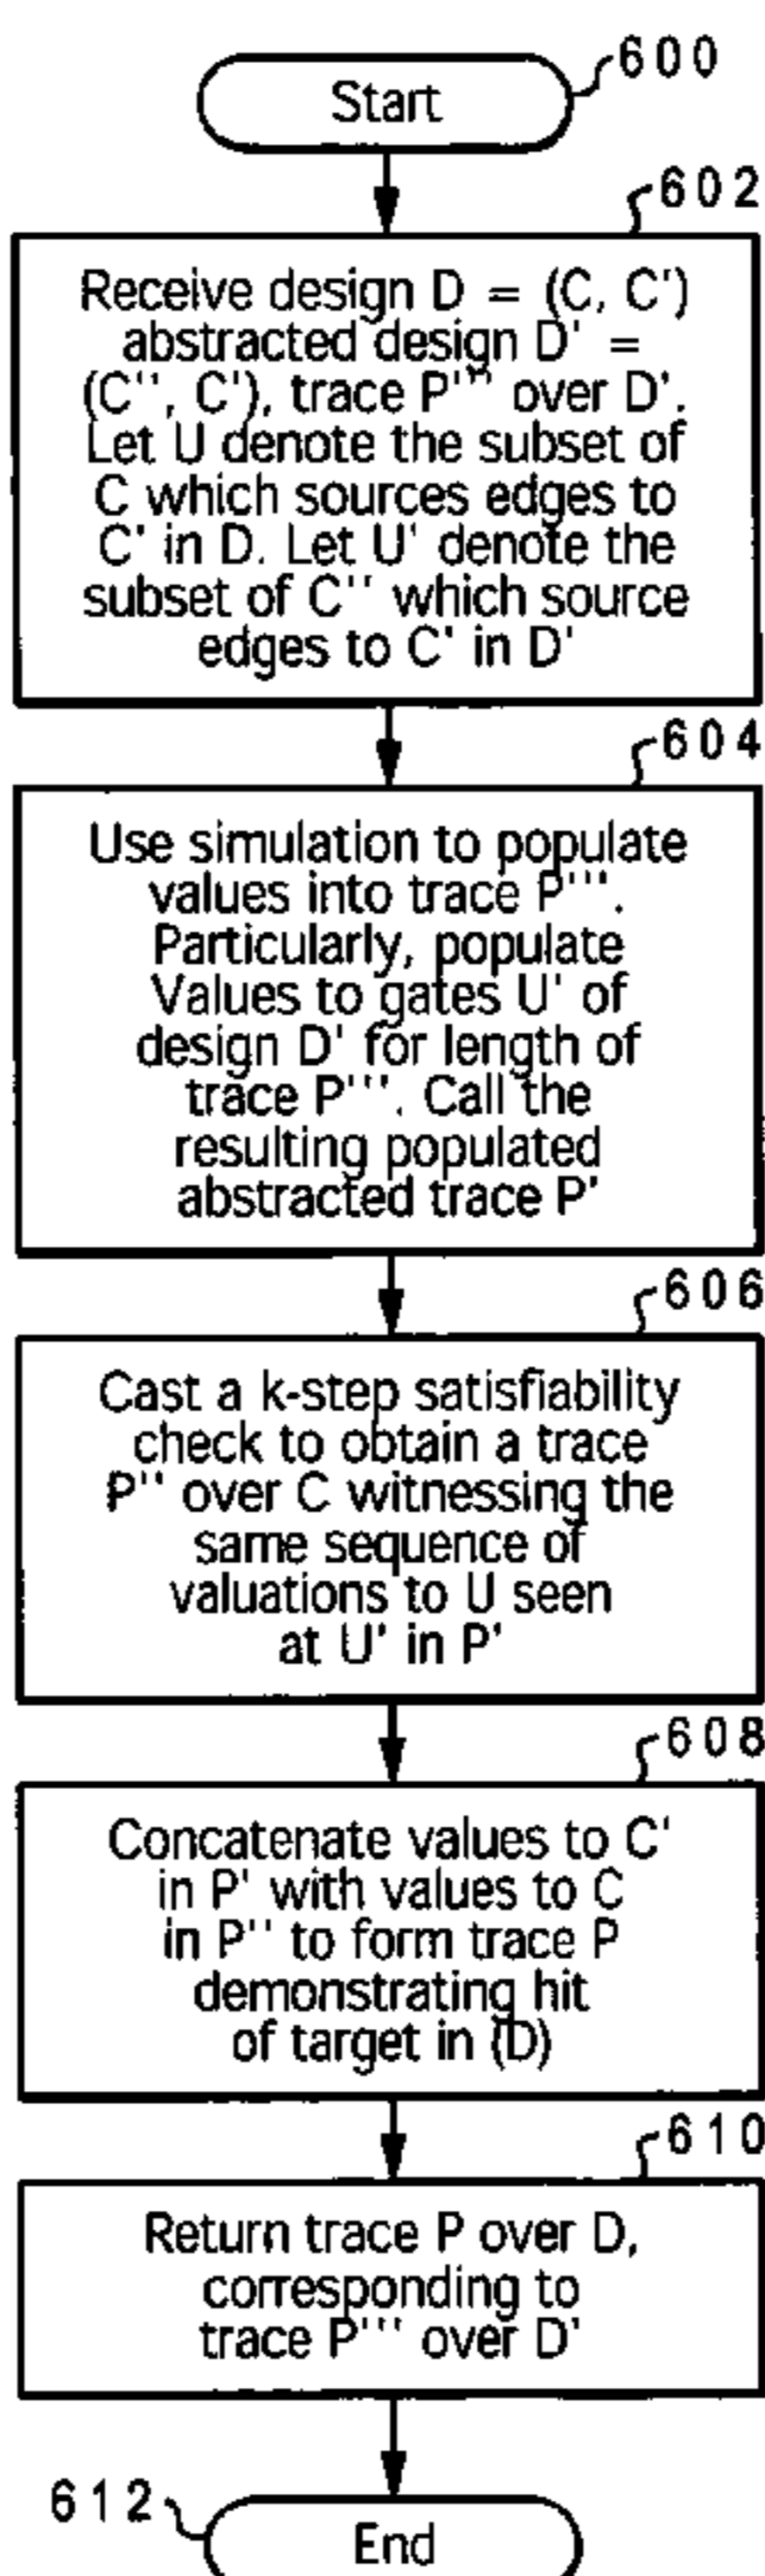 600
Start
602
Receive design D = (C, C')
abstracted design D' =
(C'', C'), trace P''' over D'.
Let U denote the subset of
C which sources edges to
C' in D. Let U' denote the
subset of C'' which source
edges to C' in D'
604
Use simulation to populate
values into trace P'''.
Particularly, populate
Values to gates U' of
design D' for length of
trace P'''. Call the
resulting populated
abstracted trace P'
606
Cast a k-step satisfiability
check to obtain a trace
P'' over C witnessing the
same sequence of
valuations to U seen
at U' in P'
608
Concatenate values to C'
in P' with values to C
in P'' to form trace P
demonstrating hit
of target in (D)
610
Return trace P over D,
corresponding to
trace P''' over D'
612
End